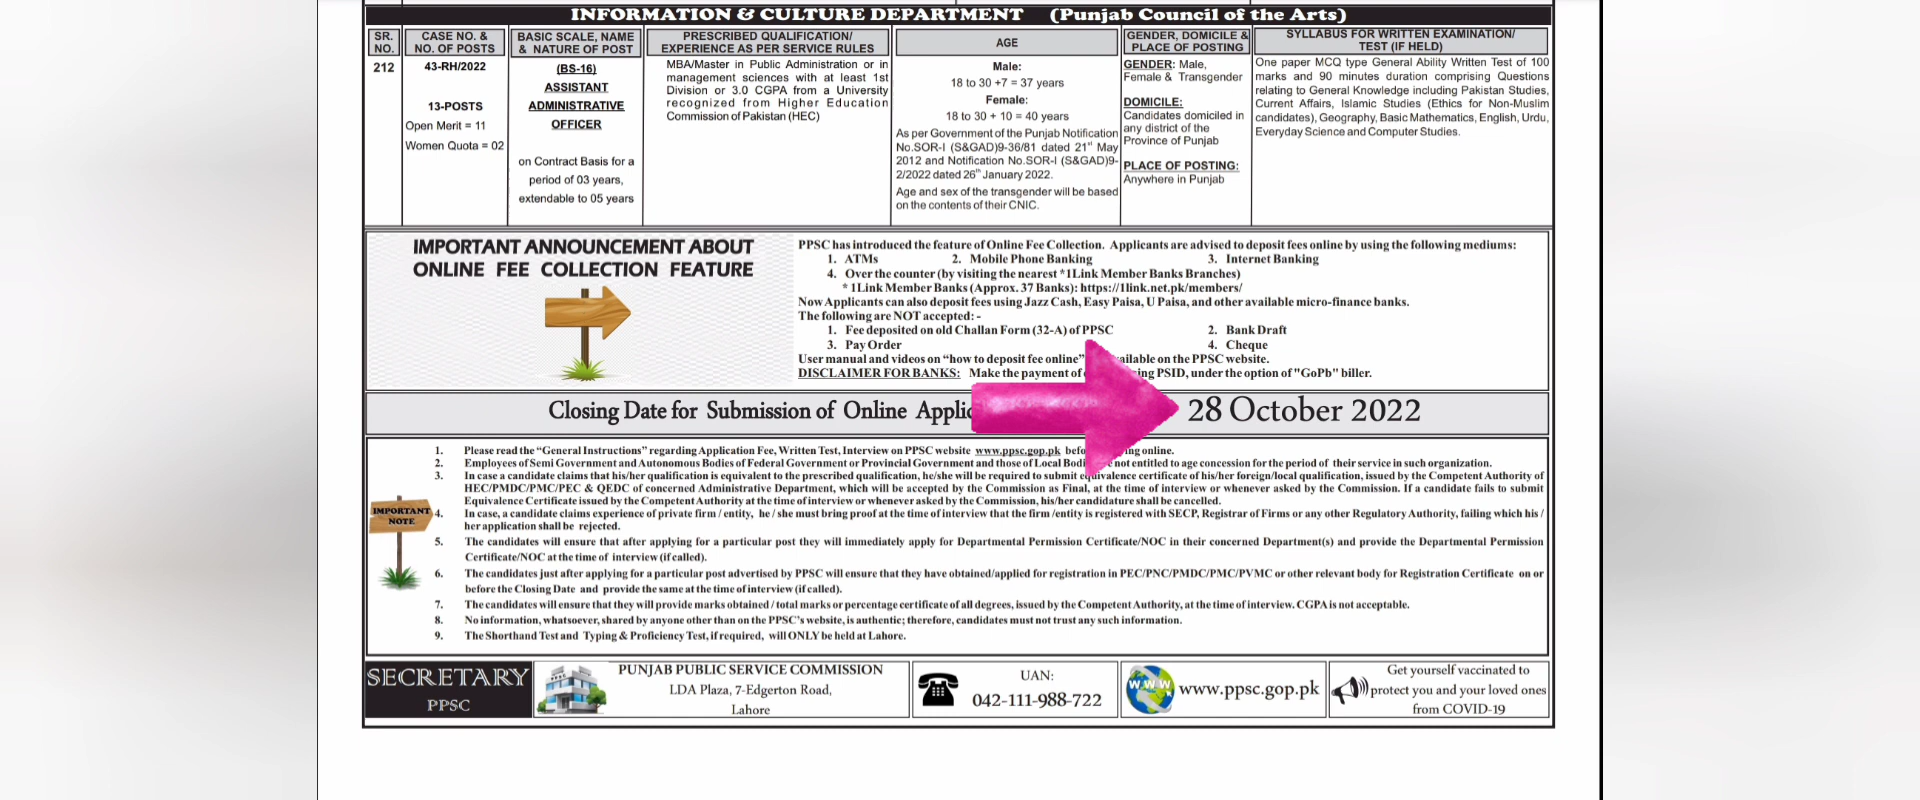 INFORMATION & CULTURE DEPARTMENT (Punjab Council of the Arts)
SR. NO.
CASE NO. & NO. OF POSTS
BASIC SCALE, NAME & NATURE OF POST
PRESCRIBED QUALIFICATION/ EXPERIENCE AS PER SERVICE RULES
AGE
GENDER, DOMICILE & PLACE OF POSTING
SYLLABUS FOR WRITTEN EXAMINATION/ TEST (IF HELD)
212
43-RH/2022
13-POSTS
Open Merit = 11
Women Quota = 02
(BS-16)
ASSISTANT
ADMINISTRATIVE
OFFICER
on Contract Basis for a
period of 03 years,
extendable to 05 years
MBA/Master in Public Administration or in
management sciences with at least 1st
Division or 3.0 CGPA from a University
recognized from Higher Education
Commission of Pakistan (HEC)
Male:
18 to 30 +7 = 37 years
Female:
18 to 30 + 10 = 40 years
As per Government of the Punjab Notification
No.SOR-I (S&GAD)9-36/81 dated 21st May
2012 and Notification No.SOR-I (S&GAD)9-
2/2022 dated 26th January 2022.
Age and sex of the transgender will be based
on the contents of their CNIC.
GENDER: Male,
Female & Transgender
DOMICILE:
Candidates domiciled in
any district of the
Province of Punjab
PLACE OF POSTING:
Anywhere in Punjab
One paper MCQ type General Ability Written Test of 100
marks and 90 minutes duration comprising Questions
relating to General Knowledge including Pakistan Studies,
Current Affairs, Islamic Studies (Ethics for Non-Muslim
candidates), Geography, Basic Mathematics, English, Urdu,
Everyday Science and Computer Studies.
IMPORTANT ANNOUNCEMENT ABOUT
ONLINE FEE COLLECTION FEATURE
PPSC has introduced the feature of Online Fee Collection. Applicants are advised to deposit fees online by using the following mediums:
1. ATMs 2. Mobile Phone Banking 3. Internet Banking
4. Over the counter (by visiting the nearest *1Link Member Banks Branches)
* 1Link Member Banks (Approx. 37 Banks): https://1link.net.pk/members/
Now Applicants can also deposit fees using Jazz Cash, Easy Paisa, U Paisa, and other available micro-finance banks.
The following are NOT accepted: -
1. Fee deposited on old Challan Form (32-A) of PPSC 2. Bank Draft
3. Pay Order 4. Cheque
User manual and videos on “how to deposit fee online” on the PPSC website.
DISCLAIMER FOR BANKS: Make the payment of PSID, under the option of "GoPb" biller.
Closing Date for Submission of Online 28 October 2022
IMPORTANT
NOTE
1. Please read the “General Instructions” regarding Application Fee, Written Test, Interview on PPSC website www.ppsc.gop.pk online.
2. Employees of Semi Government and Autonomous Bodies of Federal Government or Provincial Government and those of Local not entitled to age concession for the period of their service in such organization.
3. In case a candidate claims that his/her qualification is equivalent to the prescribed qualification, he/she will be required to submit equivalence certificate of his/her foreign/local qualification, issued by the Competent Authority of
HEC/PMDC/PMC/PEC & QEDC of concerned Administrative Department, which will be accepted by the Commission as Final, at the time of interview or whenever asked by the Commission. If a candidate fails to submit
Equivalence Certificate issued by the Competent Authority at the time of interview or whenever asked by the Commission, his/her candidature shall be cancelled.
4. In case, a candidate claims experience of private firm / entity, he / she must bring proof at the time of interview that the firm /entity is registered with SECP, Registrar of Firms or any other Regulatory Authority, failing which his /
her application shall be rejected.
5. The candidates will ensure that after applying for a particular post they will immediately apply for Departmental Permission Certificate/NOC in their concerned Department(s) and provide the Departmental Permission
Certificate/NOC at the time of interview (if called).
6. The candidates just after applying for a particular post advertised by PPSC will ensure that they have obtained/applied for registration in PEC/PNC/PMDC/PMC/PVMC or other relevant body for Registration Certificate on or
before the Closing Date and provide the same at the time of interview (if called).
7. The candidates will ensure that they will provide marks obtained / total marks or percentage certificate of all degrees, issued by the Competent Authority, at the time of interview. CGPA is not acceptable.
8. No information, whatsoever, shared by anyone other than on the PPSC's website, is authentic; therefore, candidates must not trust any such information.
9. The Shorthand Test and Typing & Proficiency Test, if required, will ONLY be held at Lahore.
SECRETARY
PPSC
PUNJAB PUBLIC SERVICE COMMISSION
LDA Plaza, 7-Edgerton Road,
Lahore
UAN:
042-111-988-722
WWW
www.ppsc.gop.pk
Get yourself vaccinated to
protect you and your loved ones
from COVID-19